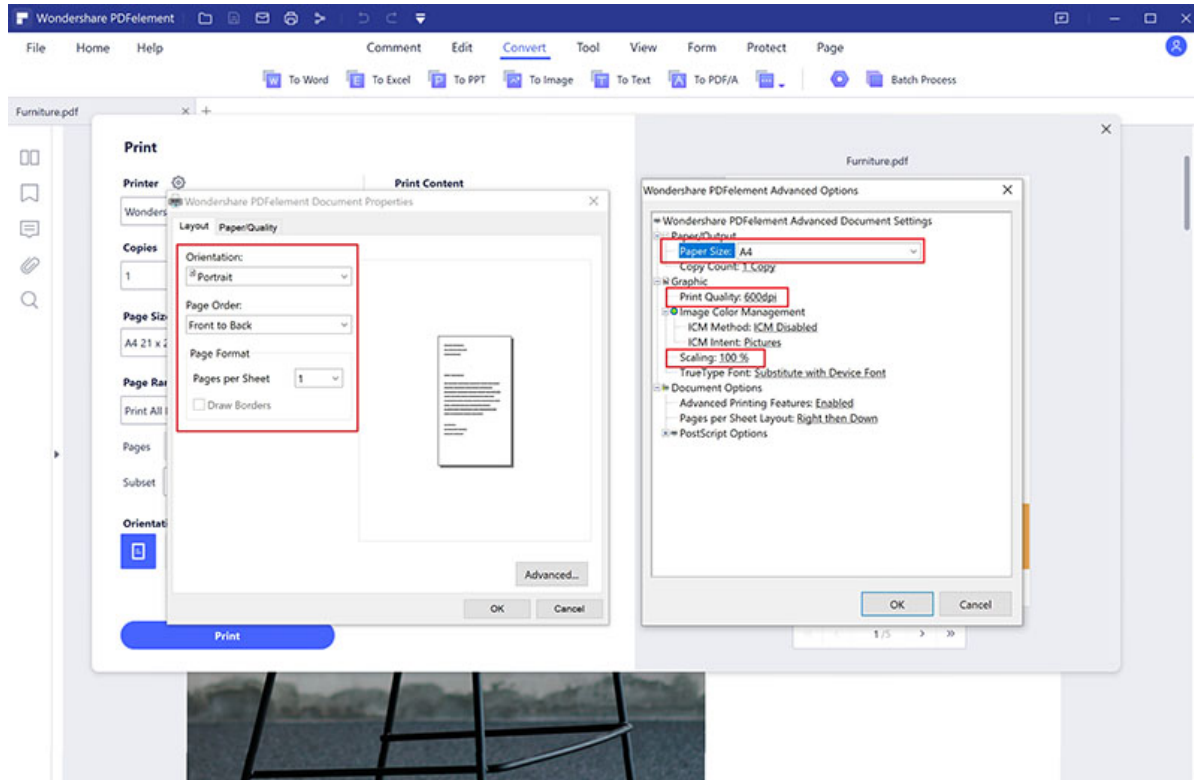 Wondershare PDFelement
File Home Help Comment Edit Convert Tool View Form Protect Page
To Word To Excel To PPT To Image To Text To PDF/A Batch Process
Furniture.pdf
Print
Furniture.pdf
Printer
Print Content
Wonders
Copies
1
Page Siz
A4 21 x 2
Page Ra
Print All
Pages
Subset
Orientat
Print
1/5
Wondershare PDFelement Document Properties
Layout Paper/Quality
Orientation:
Portrait
Page Order:
Front to Back
Page Format
Pages per Sheet 1
Draw Borders
Advanced...
OK Cancel
Wondershare PDFelement Advanced Options
Wondershare PDFelement Advanced Document Settings
Paper/Output
Paper Size: A4
Copy Count: 1 Copy
Graphic
Print Quality: 600dpi
Image Color Management
ICM Method: ICM Disabled
ICM Intent: Pictures
Scaling: 100 %
TrueType Font: Substitute with Device Font
Document Options
Advanced Printing Features: Enabled
Pages per Sheet Layout: Right then Down
PostScript Options
OK Cancel